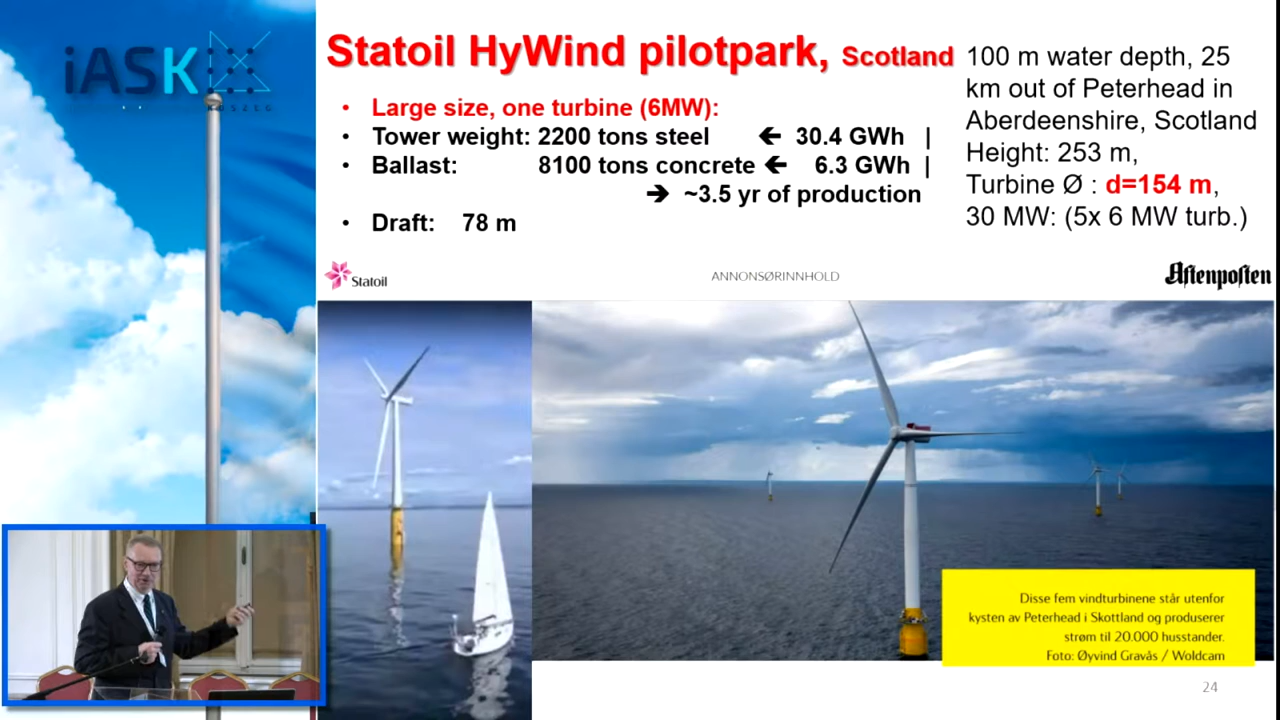 iASK
KOSZEG
Statoil HyWind pilotpark, Scotland
• Large size, one turbine (6MW):
• Tower weight: 2200 tons steel ← 30.4 GWh |
• Ballast: 8100 tons concrete ← 6.3 GWh |
→ ~3.5 yr of production
• Draft: 78 m
100 m water depth, 25
km out of Peterhead in
Aberdeenshire, Scotland
Height: 253 m,
Turbine Ø : d=154 m,
30 MW: (5x 6 MW turb.)
Statoil
ANNONSØRINNHOLD
Aftenposten
Disse fem vindturbinene står utenfor
kysten av Peterhead i Skottland og produserer
strøm til 20.000 husstander.
Foto: Øyvind Gravås / Woldcam
24